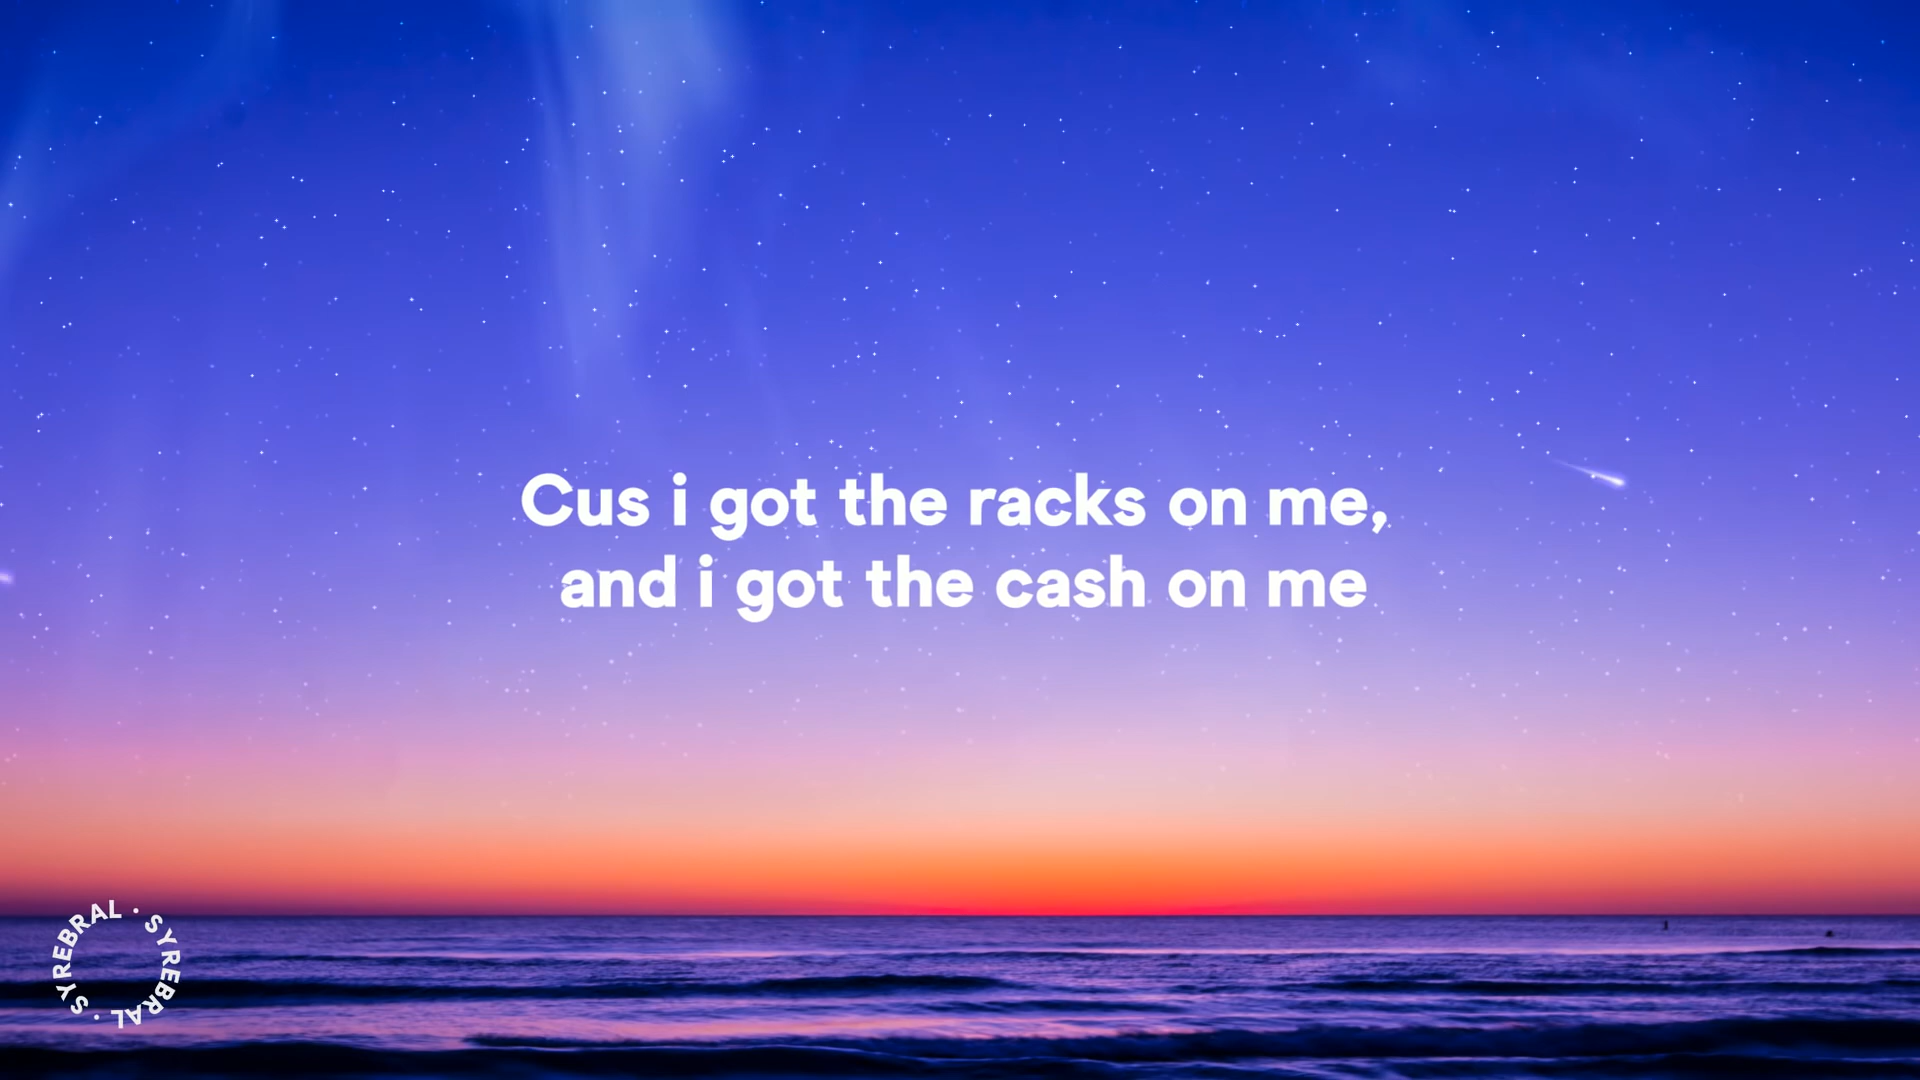 Cus i got the racks on me,
and i got the cash on me
SYREBRAL · SYREBRAL ·